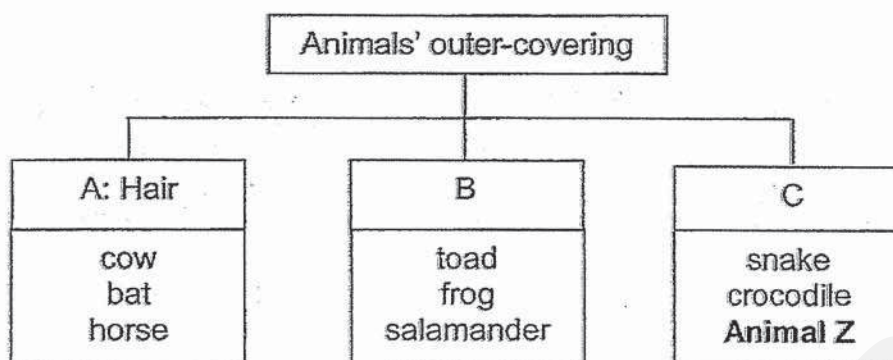 Animals' outer-covering
A: Hair
cow
bat
horse
B
toad
frog
salamander
C
snake
crocodile
Animal Z